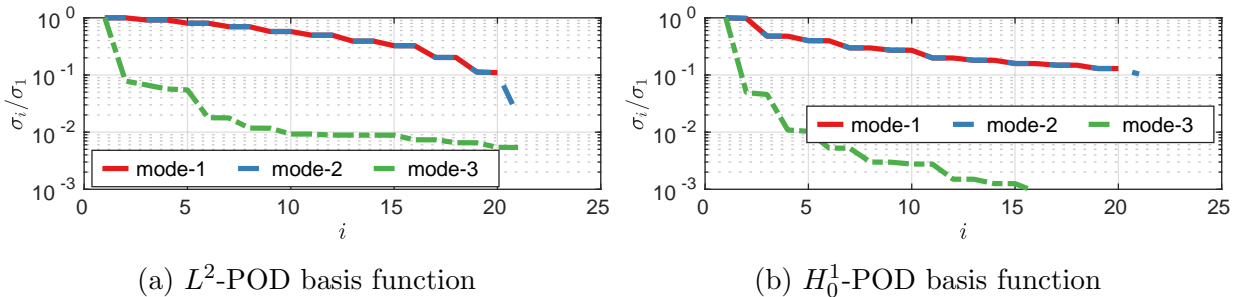 10^0
10^{-1}
10^{-2}
10^{-3}
σ_i/σ_1
mode-1 mode-2 mode-3
0 5 10 15 20 25
i
(a) L^2-POD basis function
10^0
10^{-1}
10^{-2}
10^{-3}
σ_i/σ_1
mode-1 mode-2 mode-3
0 5 10 15 20 25
i
(b) H_0^1-POD basis function